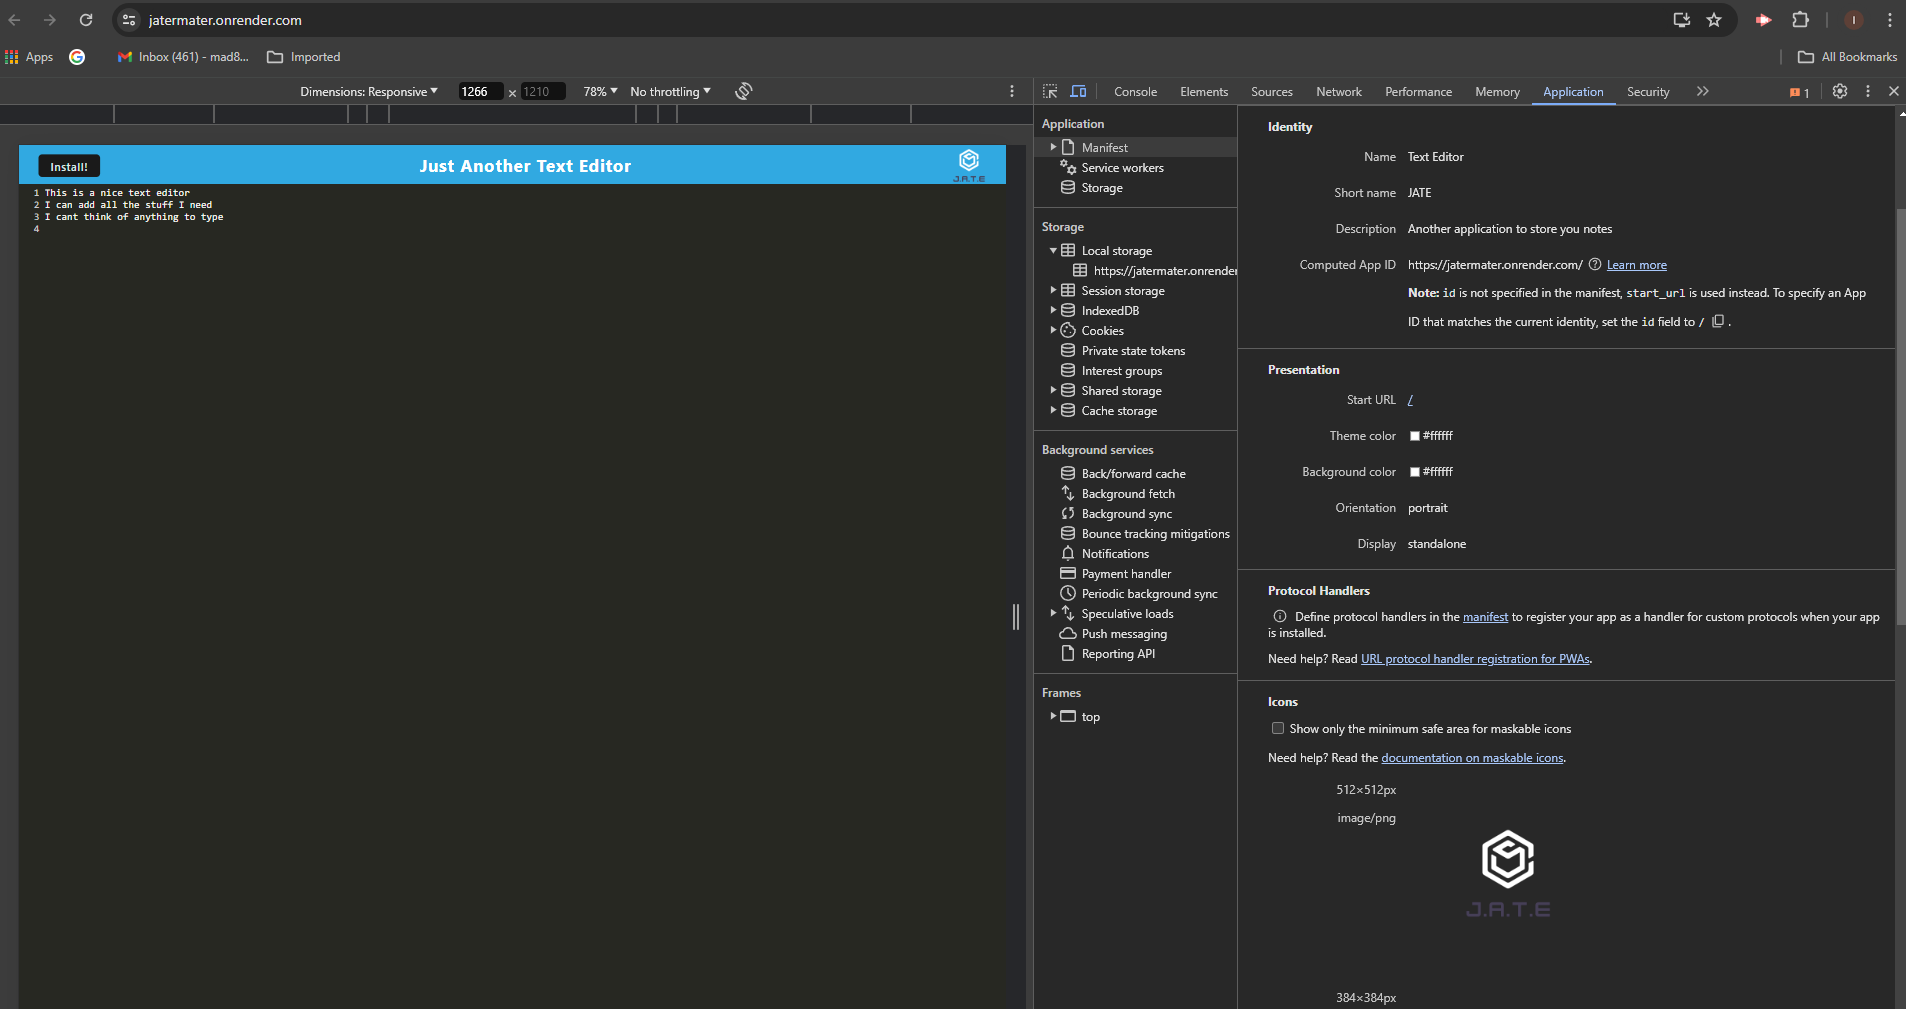 jatermater.onrender.com
I
Apps
G
Inbox (461) - mad8...
Imported
All Bookmarks
Dimensions: Responsive
1266 x 1210
78%
No throttling
Console
Elements
Sources
Network
Performance
Memory
Application
Security
1
Install!
Just Another Text Editor
J.A.T.E
1 This is a nice text editor
2 I can add all the stuff I need
3 I cant think of anything to type
4
Application
Manifest
Service workers
Storage
Storage
Local storage
https://jatermater.onrender
Session storage
IndexedDB
Cookies
Private state tokens
Interest groups
Shared storage
Cache storage
Background services
Back/forward cache
Background fetch
Background sync
Bounce tracking mitigations
Notifications
Payment handler
Periodic background sync
Speculative loads
Push messaging
Reporting API
Frames
top
Identity
Name Text Editor
Short name JATE
Description Another application to store you notes
Computed App ID https://jatermater.onrender.com/ Learn more
Note: id is not specified in the manifest, start_url is used instead. To specify an App
ID that matches the current identity, set the id field to / .
Presentation
Start URL /
Theme color #ffffff
Background color #ffffff
Orientation portrait
Display standalone
Protocol Handlers
Define protocol handlers in the manifest to register your app as a handler for custom protocols when your app
is installed.
Need help? Read URL protocol handler registration for PWAs.
Icons
Show only the minimum safe area for maskable icons
Need help? Read the documentation on maskable icons.
512×512px
image/png
J.A.T.E
384×384px